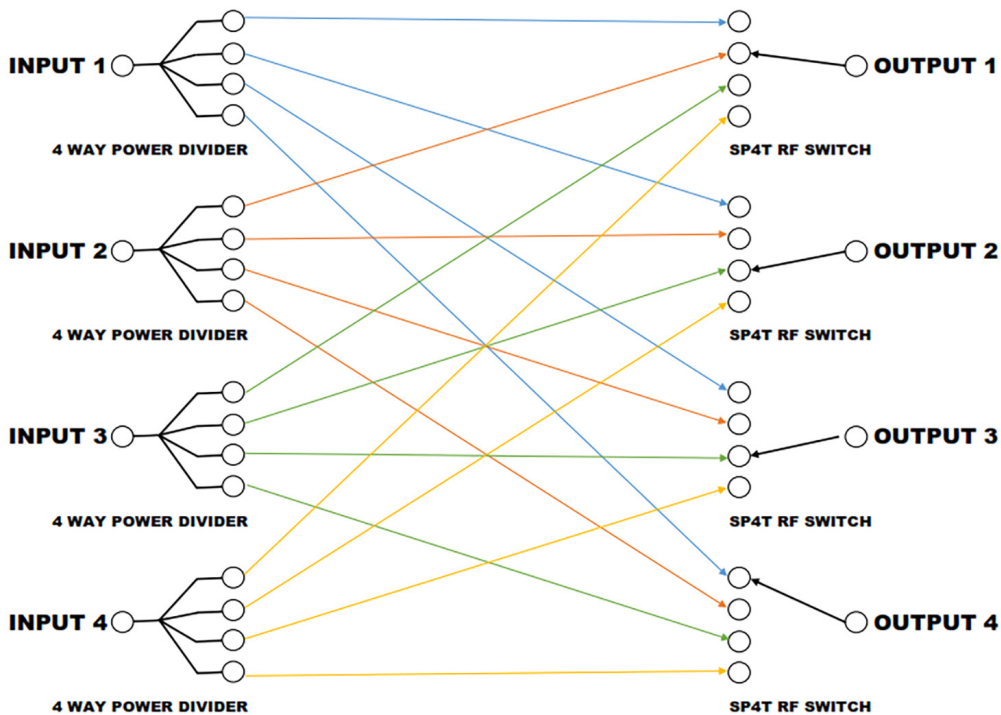 INPUT 1
OUTPUT 1
4 WAY POWER DIVIDER
SP4T RF SWITCH
INPUT 2
OUTPUT 2
4 WAY POWER DIVIDER
SP4T RF SWITCH
INPUT 3
OUTPUT 3
4 WAY POWER DIVIDER
SP4T RF SWITCH
INPUT 4
OUTPUT 4
4 WAY POWER DIVIDER
SP4T RF SWITCH